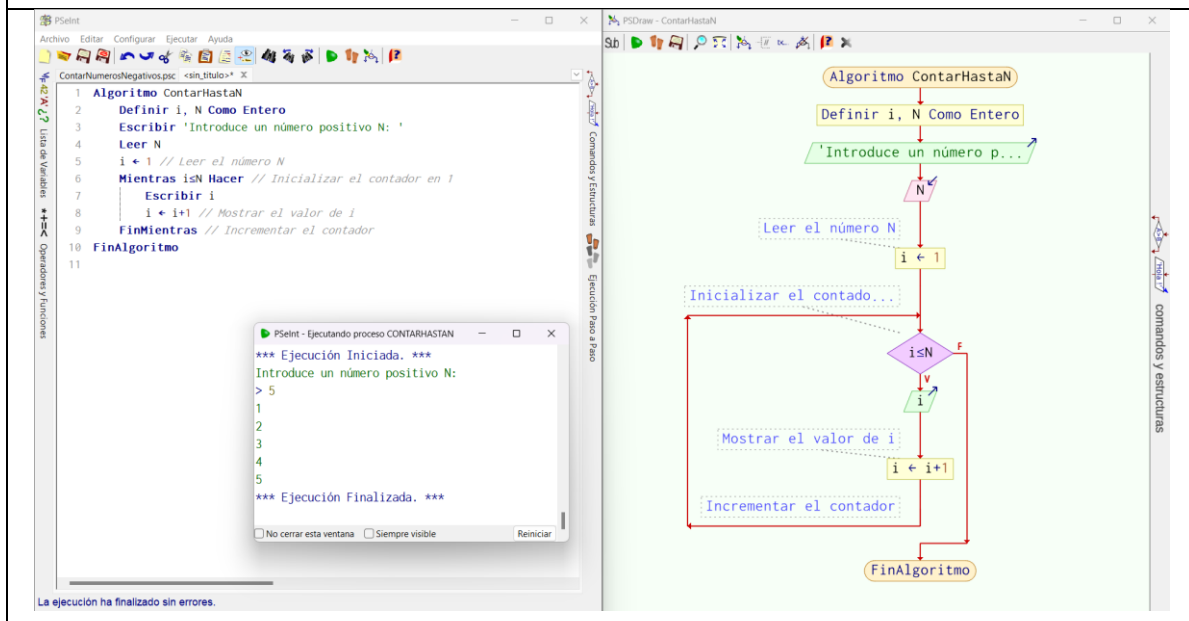 PSeInt
Archivo Editar Configurar Ejecutar Ayuda
ContarNumerosNegativos.psc <sin_titulo>* X
1 Algoritmo ContarHastaN
2 Definir i, N Como Entero
3 Escribir 'Introduce un número positivo N: '
4 Leer N
5 i ← 1 // Leer el número N
6 Mientras i≤N Hacer // Inicializar el contador en 1
7 Escribir i
8 i ← i+1 // Mostrar el valor de i
9 FinMientras // Incrementar el contador
10 FinAlgoritmo
11
Lista de Variables
Operadores y Funciones
Comandos y Estructuras
Ejecución Paso a Paso
PSeInt - Ejecutando proceso CONTARHASTAN
*** Ejecución Iniciada. ***
Introduce un número positivo N:
> 5
1
2
3
4
5
*** Ejecución Finalizada. ***
No cerrar esta ventana Siempre visible Reiniciar
La ejecución ha finalizado sin errores.
PSDraw - ContarHastaN
Sub
Algoritmo ContarHastaN
Definir i, N Como Entero
'Introduce un número p...
N
Leer el número N
i ← 1
Inicializar el contado...
i≤N
F
V
i
Mostrar el valor de i
i ← i+1
Incrementar el contador
FinAlgoritmo
comandos y estructuras